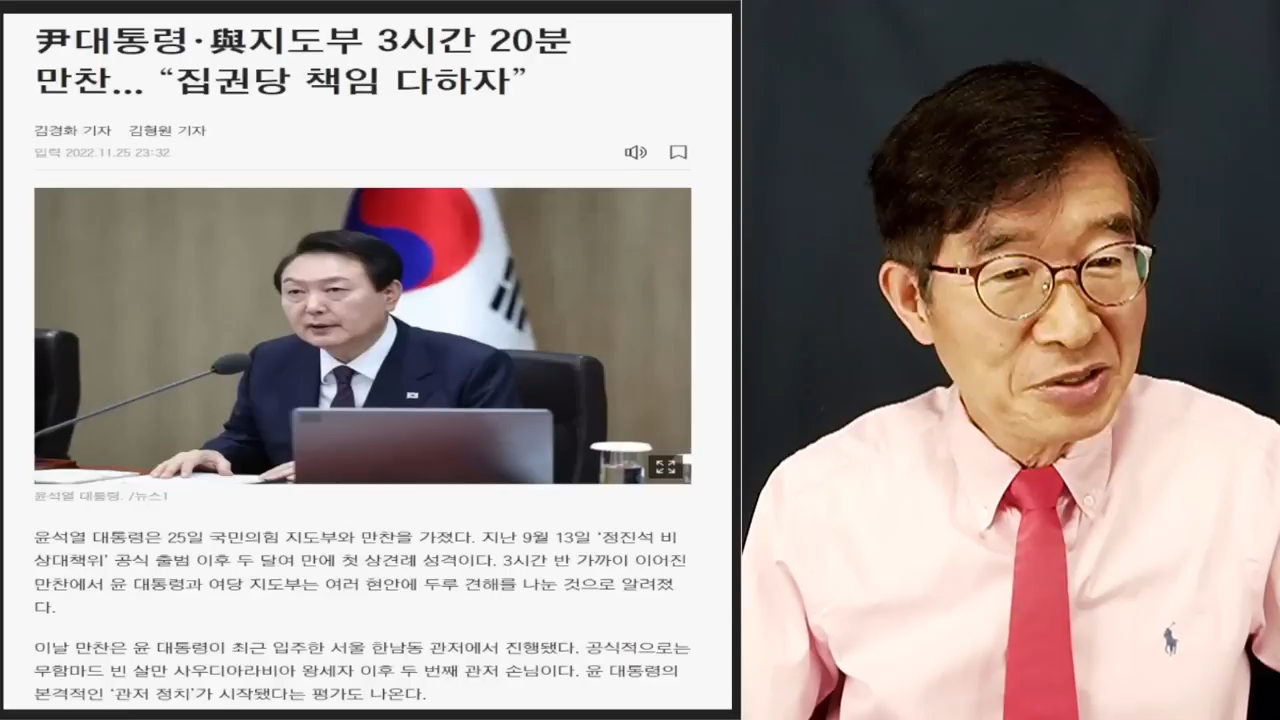 尹대통령·與지도부 3시간 20분
만찬... “집권당 책임 다하자”
김경화 기자 김형원 기자
입력 2022.11.25 23:32
윤석열 대통령. /뉴스1
윤석열 대통령은 25일 국민의힘 지도부와 만찬을 가졌다. 지난 9월 13일 ‘정진석 비
상대책위’ 공식 출범 이후 두 달여 만에 첫 상견례 성격이다. 3시간 반 가까이 이어진
만찬에서 윤 대통령과 여당 지도부는 여러 현안에 두루 견해를 나눈 것으로 알려졌
다.
이날 만찬은 윤 대통령이 최근 입주한 서울 한남동 관저에서 진행됐다. 공식적으로는
무함마드 빈 살만 사우디아라비아 왕세자 이후 두 번째 관저 손님이다. 윤 대통령의
본격적인 ‘관저 정치’가 시작됐다는 평가도 나온다.